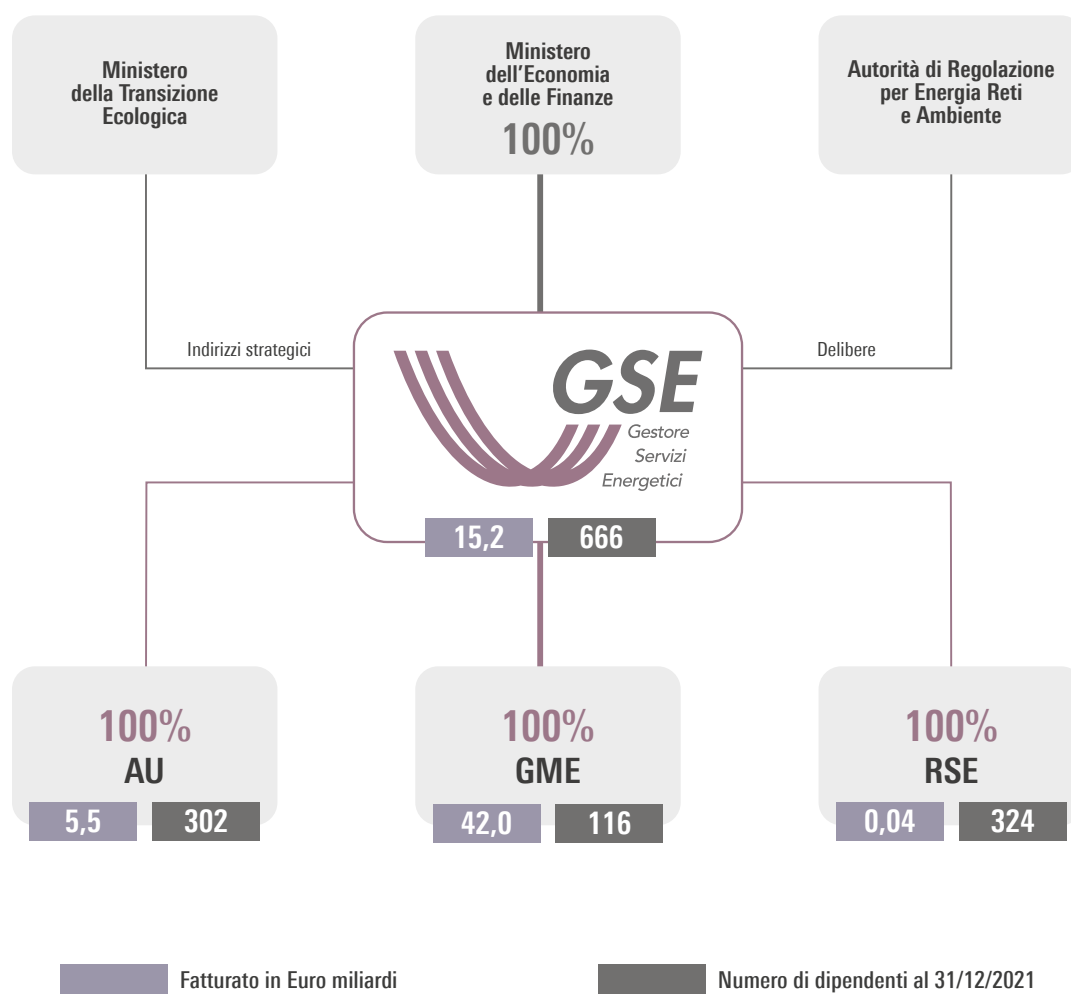 Ministero
della Transizione
Ecologica
Ministero
dell'Economia
e delle Finanze
100%
Autorità di Regolazione
per Energia Reti
e Ambiente
Indirizzi strategici
Delibere
GSE
Gestore
Servizi
Energetici
15,2
666
100%
AU
5,5
302
100%
GME
42,0
116
100%
RSE
0,04
324
Fatturato in Euro miliardi
Numero di dipendenti al 31/12/2021